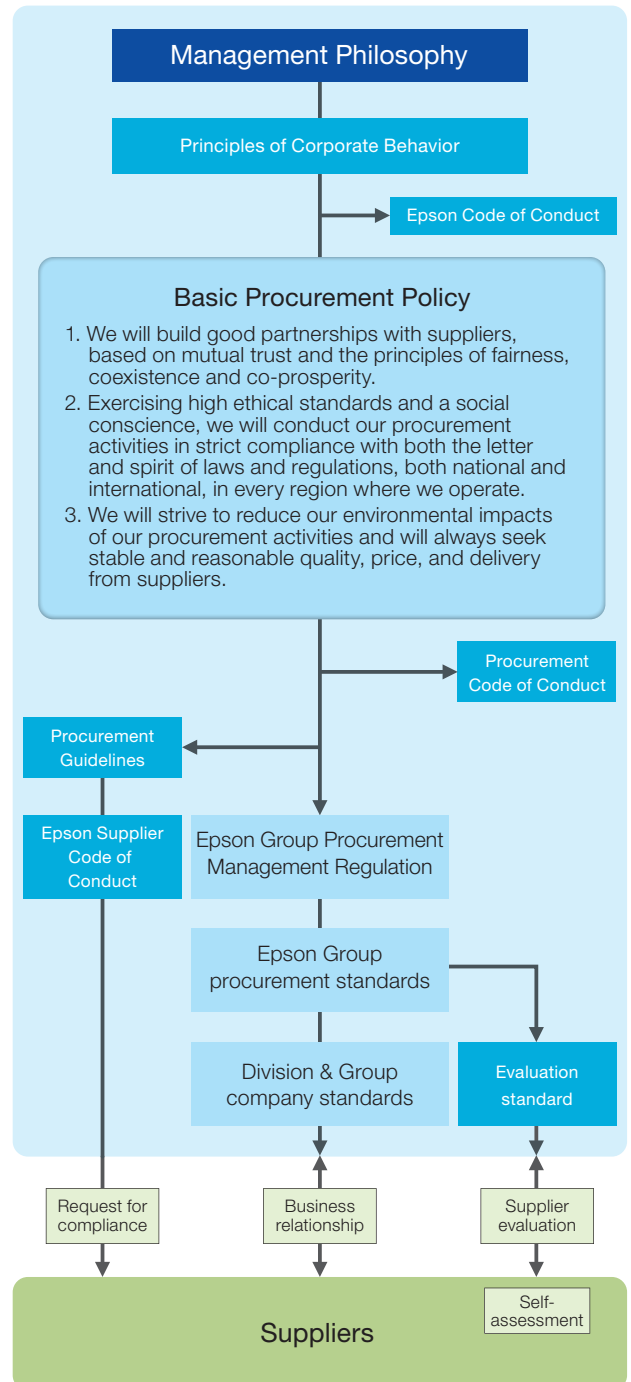 Management Philosophy
Principles of Corporate Behavior
Epson Code of Conduct
Basic Procurement Policy
1. We will build good partnerships with suppliers,
based on mutual trust and the principles of fairness,
coexistence and co-prosperity.
2. Exercising high ethical standards and a social
conscience, we will conduct our procurement
activities in strict compliance with both the letter
and spirit of laws and regulations, both national and
international, in every region where we operate.
3. We will strive to reduce our environmental impacts
of our procurement activities and will always seek
stable and reasonable quality, price, and delivery
from suppliers.
Procurement
Code of Conduct
Procurement
Guidelines
Epson Supplier
Code of
Conduct
Epson Group Procurement
Management Regulation
Epson Group
procurement standards
Division & Group
company standards
Evaluation
standard
Request for
compliance
Business
relationship
Supplier
evaluation
Self-
assessment
Suppliers